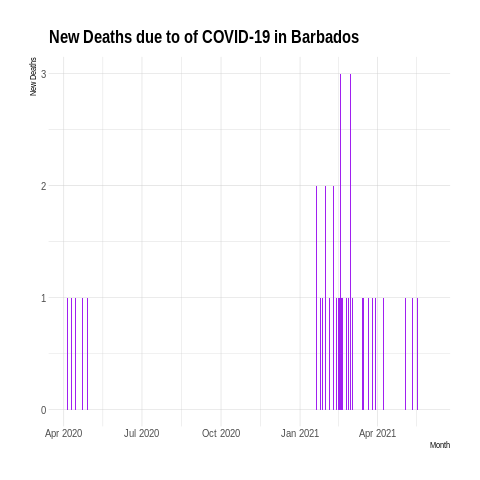 New Deaths due to of COVID-19 in Barbados
New Deaths
3
2
1
0
Apr 2020 Jul 2020 Oct 2020 Jan 2021 Apr 2021
Month